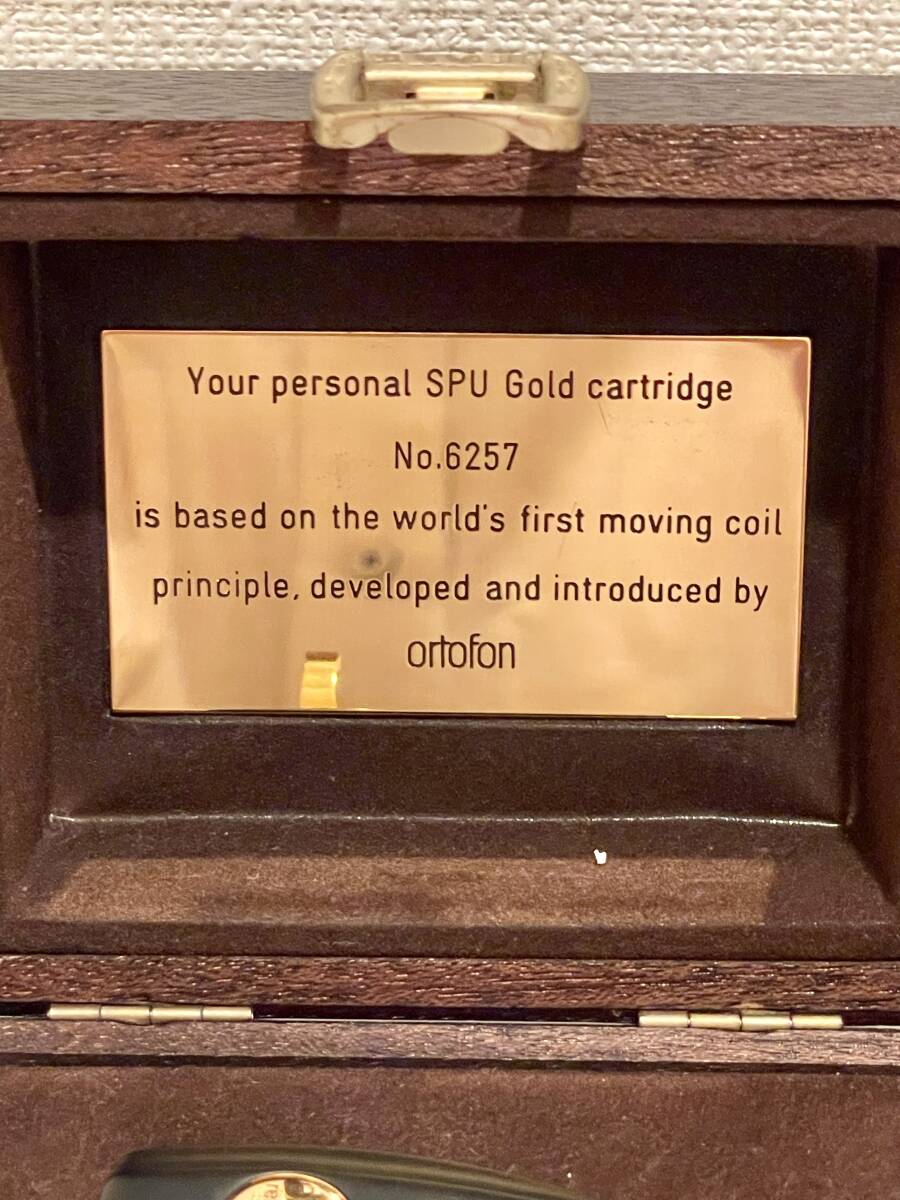 Your personal SPU Gold cartridge
No.6257
is based on the world's first moving coil
principle, developed and introduced by
ortofon